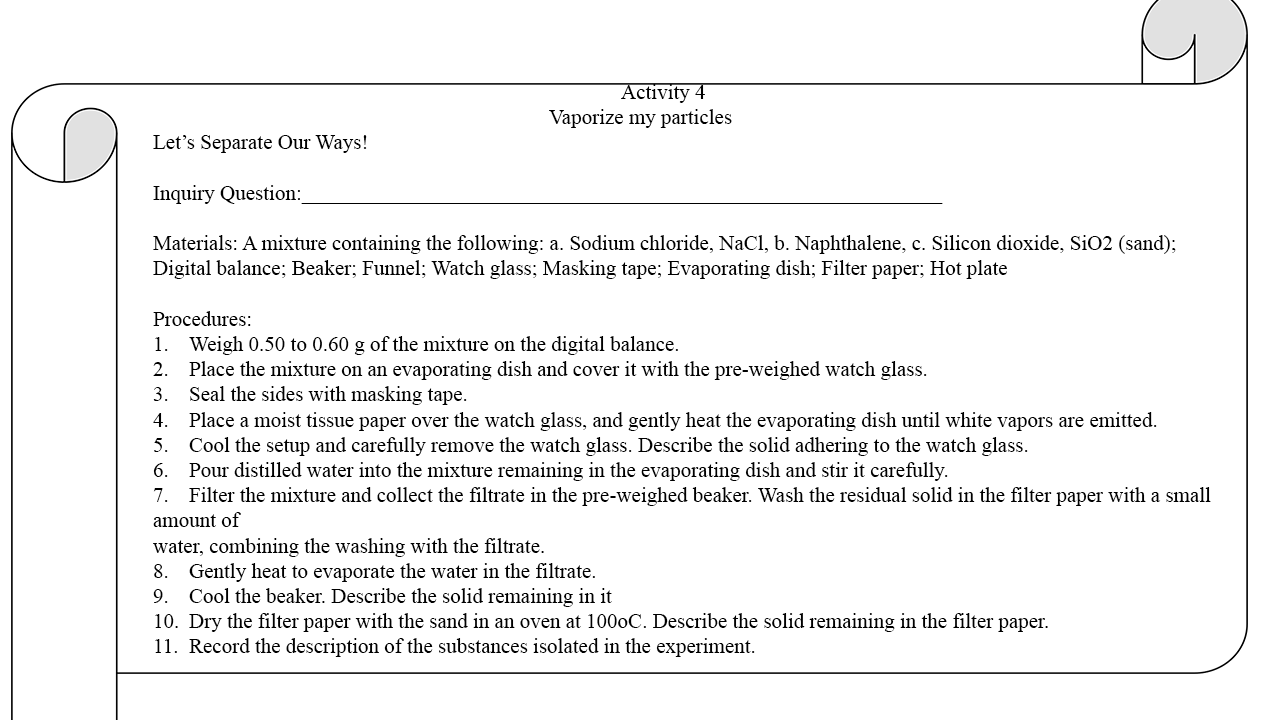 Activity 4
Vaporize my particles
Let’s Separate Our Ways!
Inquiry Question:________________________________________________________________
Materials: A mixture containing the following: a. Sodium chloride, NaCl, b. Naphthalene, c. Silicon dioxide, SiO2 (sand);
Digital balance; Beaker; Funnel; Watch glass; Masking tape; Evaporating dish; Filter paper; Hot plate
Procedures:
1. Weigh 0.50 to 0.60 g of the mixture on the digital balance.
2. Place the mixture on an evaporating dish and cover it with the pre-weighed watch glass.
3. Seal the sides with masking tape.
4. Place a moist tissue paper over the watch glass, and gently heat the evaporating dish until white vapors are emitted.
5. Cool the setup and carefully remove the watch glass. Describe the solid adhering to the watch glass.
6. Pour distilled water into the mixture remaining in the evaporating dish and stir it carefully.
7. Filter the mixture and collect the filtrate in the pre-weighed beaker. Wash the residual solid in the filter paper with a small
amount of
water, combining the washing with the filtrate.
8. Gently heat to evaporate the water in the filtrate.
9. Cool the beaker. Describe the solid remaining in it
10. Dry the filter paper with the sand in an oven at 100oC. Describe the solid remaining in the filter paper.
11. Record the description of the substances isolated in the experiment.